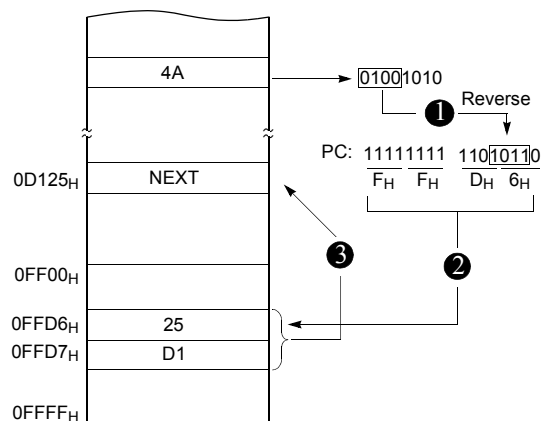 4A
01001010
1
Reverse
PC: 11111111 11010110
FH FH DH 6H
0D125H
NEXT
3
2
0FF00H
0FFD6H
25
0FFD7H
D1
0FFFFH